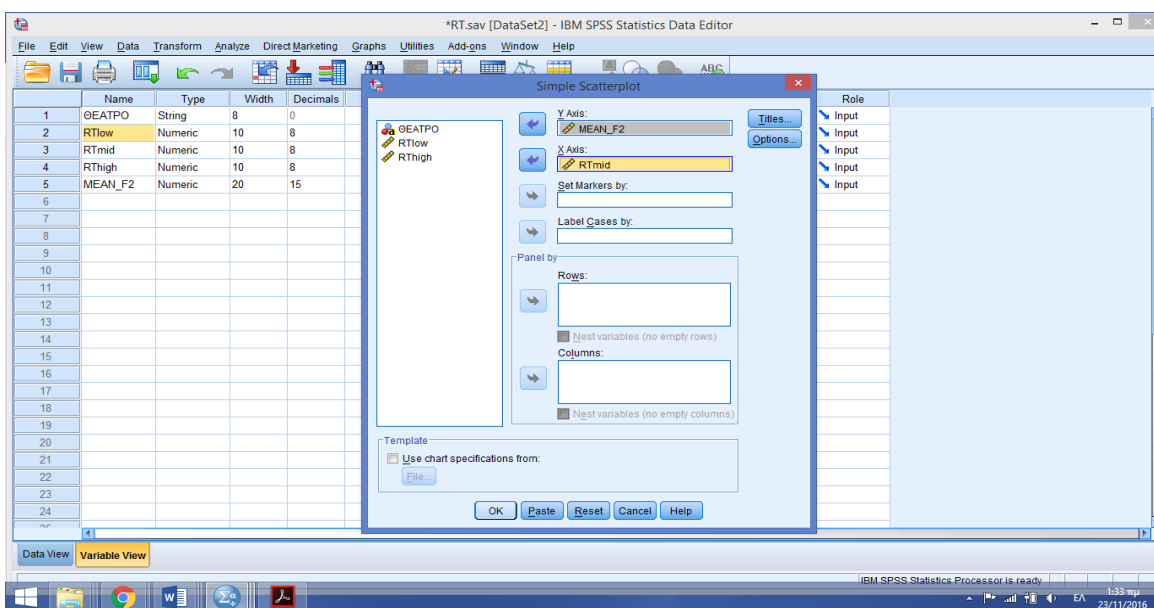 *RT.sav [DataSet2] - IBM SPSS Statistics Data Editor
File Edit View Data Transform Analyze Direct Marketing Graphs Utilities Add-ons Window Help
Name Type Width Decimals Role
1 ΘΕΑΤΡΟ String 8 0 Input
2 RTlow Numeric 10 8 Input
3 RTmid Numeric 10 8 Input
4 RThigh Numeric 10 8 Input
5 MEAN_F2 Numeric 20 15 Input
6
7
8
9
10
11
12
13
14
15
16
17
18
19
20
21
22
23
24
Simple Scatterplot
ΘΕΑΤΡΟ
RTlow
RThigh
Y Axis:
MEAN_F2
X Axis:
RTmid
Set Markers by:
Label Cases by:
Titles...
Options...
Panel by
Rows:
Nest variables (no empty rows)
Columns:
Nest variables (no empty columns)
Template
Use chart specifications from:
File...
OK Paste Reset Cancel Help
Data View Variable View
IBM SPSS Statistics Processor is ready
ΕΛ 1:33 πμ
23/11/2016